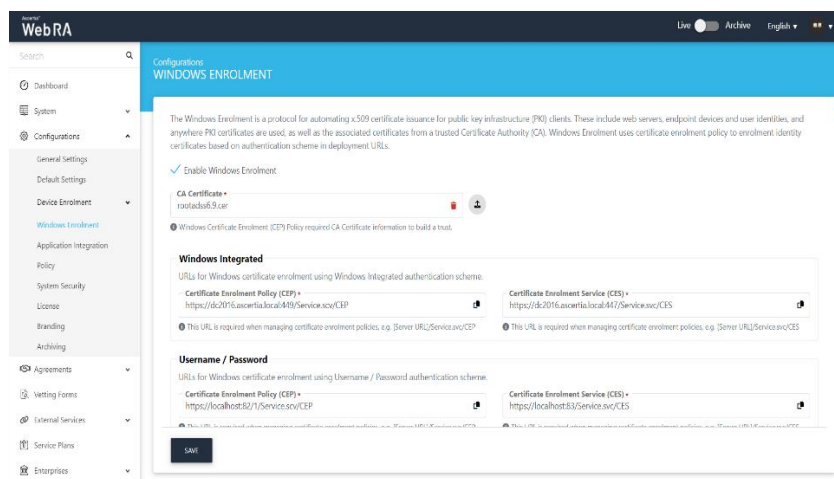 Ascertia
WebRA
Live
Archive
English
Search
Dashboard
System
Configurations
General Settings
Default Settings
Device Enrolment
Windows Enrolment
Application Integration
Policy
System Security
License
Branding
Archiving
Agreements
Vetting Forms
External Services
Service Plans
Enterprises
Configurations
WINDOWS ENROLMENT
The Windows Enrolment is a protocol for automating x.509 certificate issuance for public key infrastructure (PKI) clients. These include web servers, endpoint devices and user identities, and
anywhere PKI certificates are used, as well as the associated certificates from a trusted Certificate Authority (CA). Windows Enrolment uses certificate enrolment policy to enrolment identity
certificates based on authentication scheme in deployment URLs.
Enable Windows Enrolment
CA Certificate •
rootadss6.9.cer
Windows Certificate Enrolment (CEP) Policy required CA Certificate information to build a trust.
Windows Integrated
URLs for Windows certificate enrolment using Windows Integrated authentication scheme.
Certificate Enrolment Policy (CEP) •
https://dc2016.ascertia.local:449/Service.scv/CEP
This URL is required when managing certificate enrolment policies, e.g. [Server URL]/Service.svc/CEP
Certificate Enrolment Service (CES) •
https://dc2016.ascertia.local:447/Service.svc/CES
This URL is required when managing certificate enrolment policies, e.g. [Server URL]/Service.svc/CES
Username / Password
URLs for Windows certificate enrolment using Username / Password authentication scheme.
Certificate Enrolment Policy (CEP) •
https://localhost:82/1/Service.scv/CEP
Certificate Enrolment Service (CES) •
https://localhost:83/Service.svc/CES
SAVE